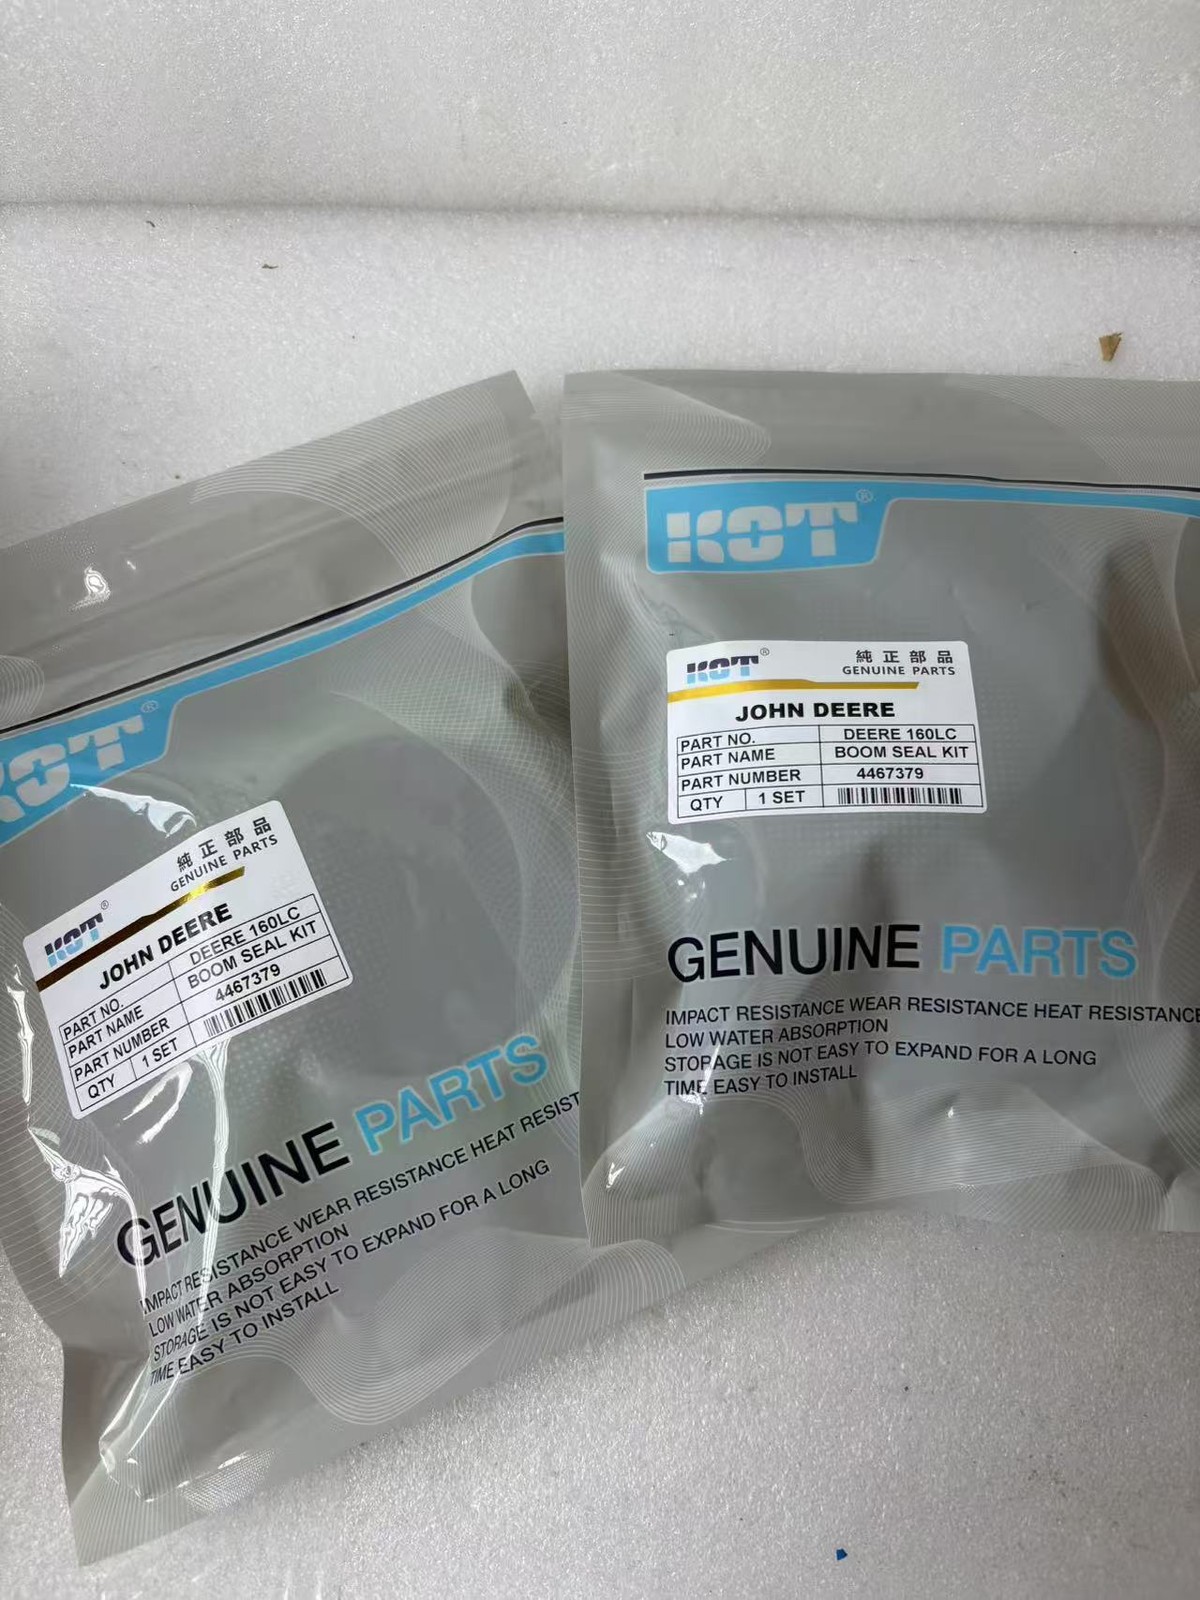 KOT®
KOT®
純正部品
GENUINE PARTS
JOHN DEERE
PART NO. DEERE 160LC
PART NAME BOOM SEAL KIT
PART NUMBER 4467379
QTY 1 SET
GENUINE PARTS
IMPACT RESISTANCE WEAR RESISTANCE HEAT RESIST
LOW WATER ABSORPTION
STORAGE IS NOT EASY TO EXPAND FOR A LONG
TIME EASY TO INSTALL
KOT®
KOT®
純正部品
GENUINE PARTS
JOHN DEERE
PART NO. DEERE 160LC
PART NAME BOOM SEAL KIT
PART NUMBER 4467379
QTY 1 SET
GENUINE PARTS
IMPACT RESISTANCE WEAR RESISTANCE HEAT RESISTANCE
LOW WATER ABSORPTION
STORAGE IS NOT EASY TO EXPAND FOR A LONG
TIME EASY TO INSTALL